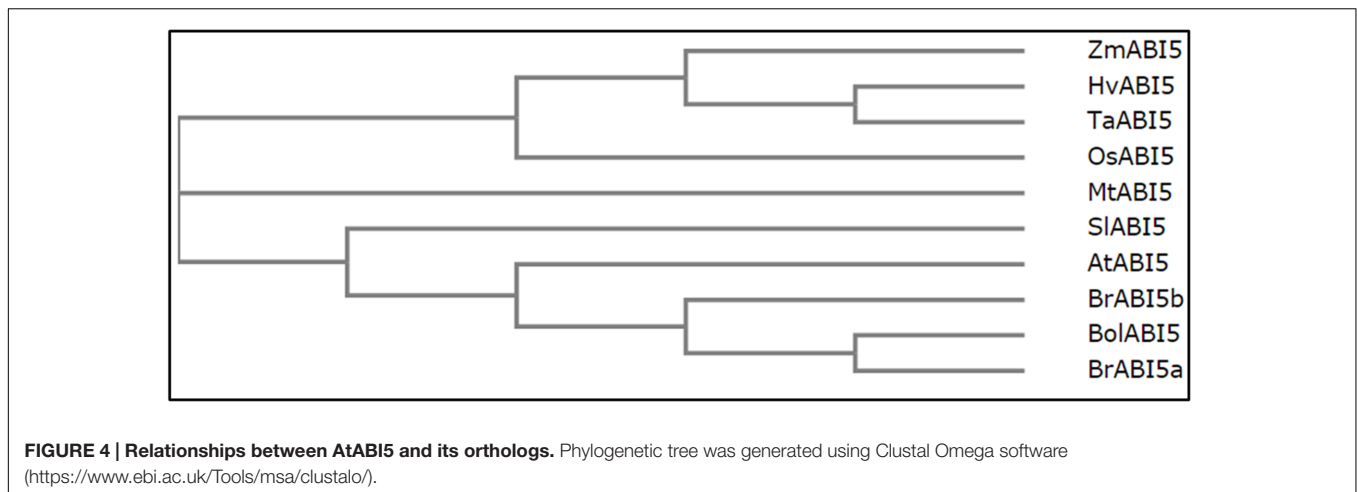 ZmABI5
HvABI5
TaABI5
OsABI5
MtABI5
SlABI5
AtABI5
BrABI5b
BolABI5
BrABI5a
FIGURE 4 | Relationships between AtABI5 and its orthologs. Phylogenetic tree was generated using Clustal Omega software
(https://www.ebi.ac.uk/Tools/msa/clustalo/).